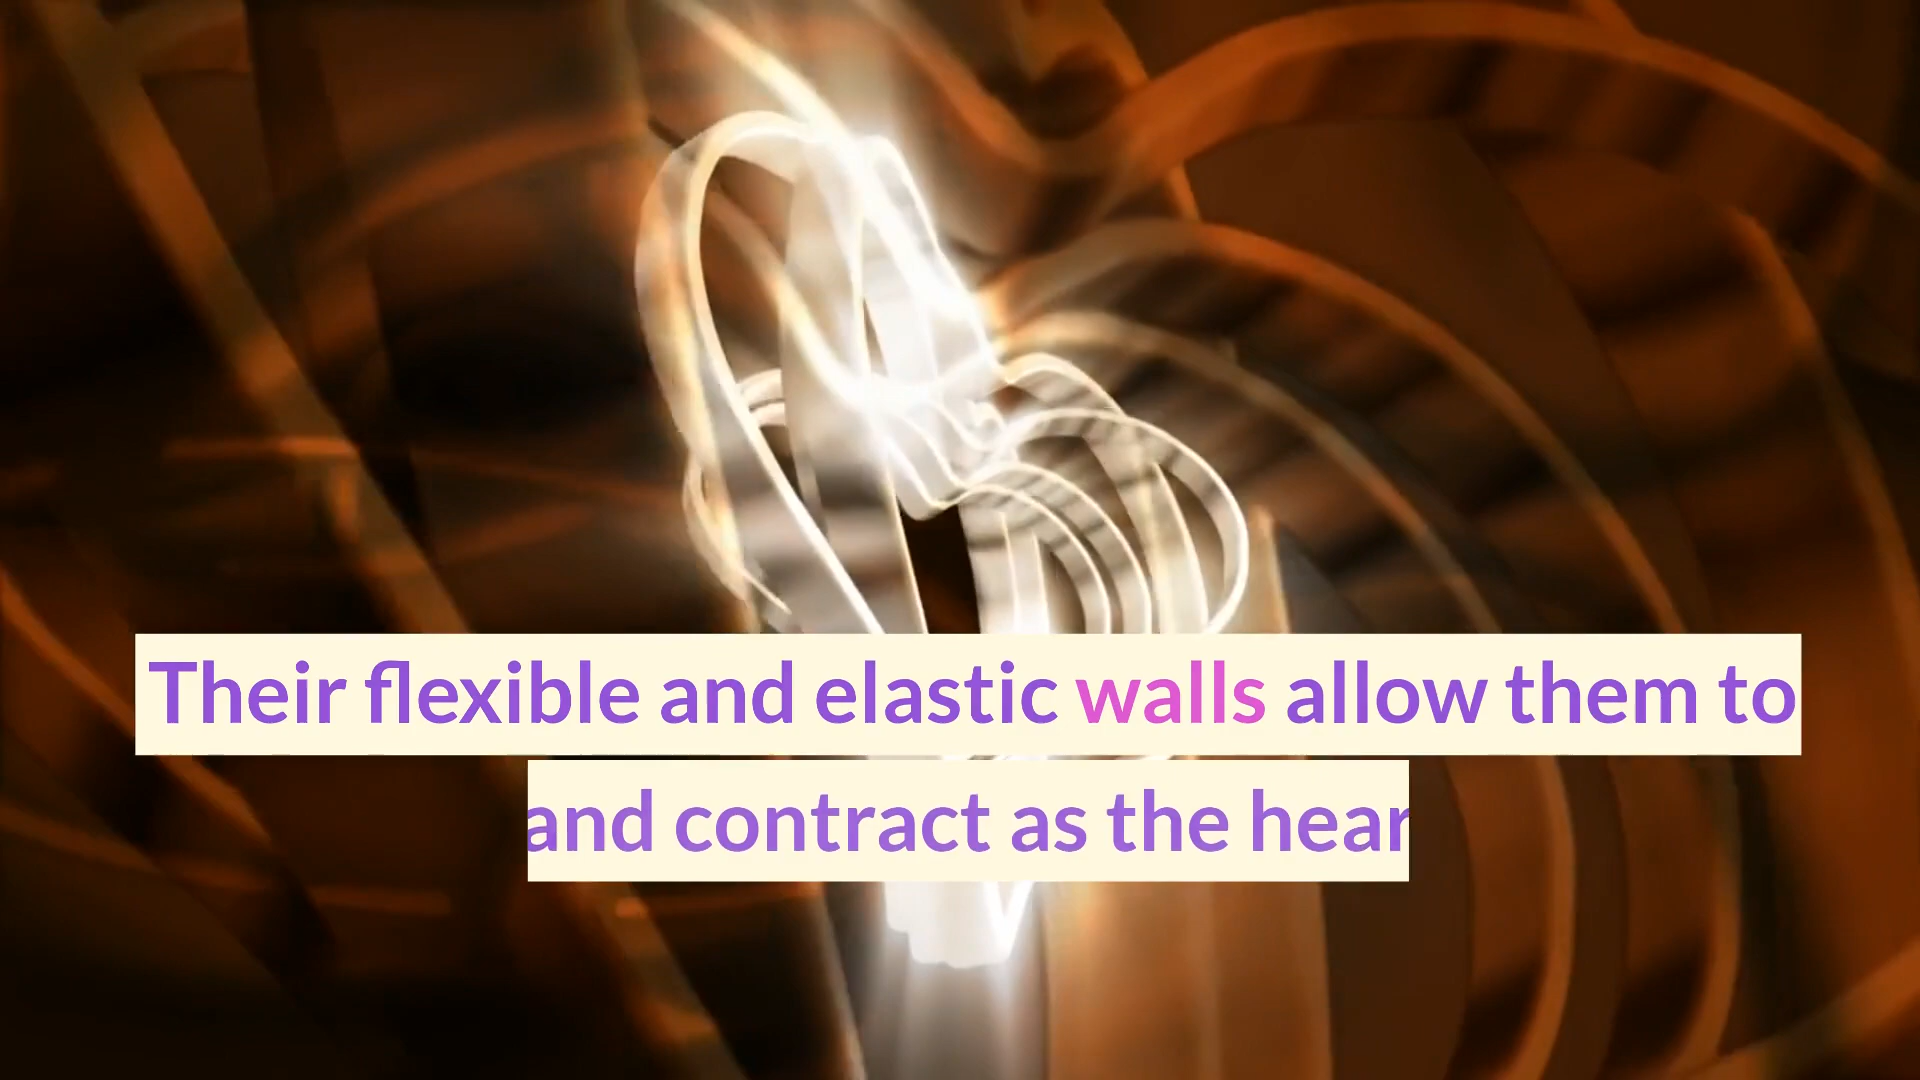 Their flexible and elastic walls allow them to
and contract as the hear